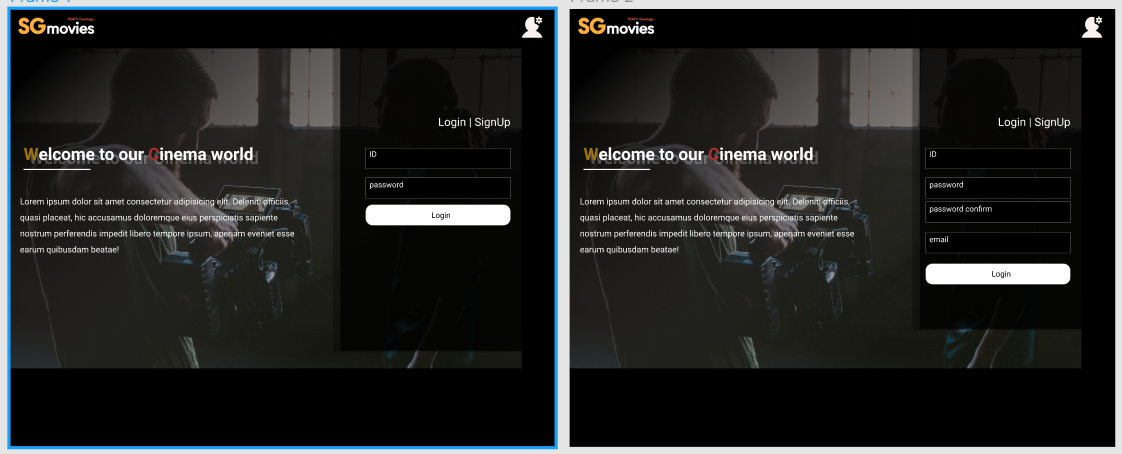 Frame 2
SGmovies
Login | SignUp
Welcome to our Cinema world
ID
password
Login
Lorem ipsum dolor sit amet consectetur adipisicing elit. Deleniti officiis,
quasi placeat, hic accusamus doloremque eius perspiciatis sapiente
nostrum perferendis impedit libero tempore ipsum, aperiam eveniet esse
earum quibusdam beatae!
SGmovies
Login | SignUp
Welcome to our Cinema world
ID
password
password confirm
email
Login
Lorem ipsum dolor sit amet consectetur adipisicing elit. Deleniti officiis,
quasi placeat, hic accusamus doloremque eius perspiciatis sapiente
nostrum perferendis impedit libero tempore ipsum, aperiam eveniet esse
earum quibusdam beatae!